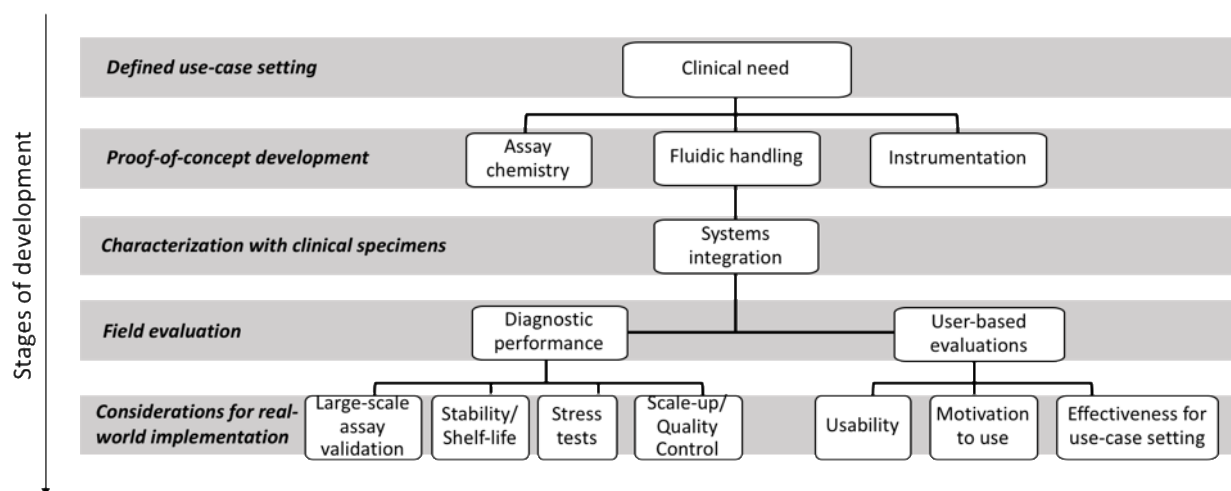 Stages of development
Defined use-case setting
Clinical need
Proof-of-concept development
Assay
chemistry
Fluidic handling
Instrumentation
Characterization with clinical specimens
Systems
integration
Field evaluation
Diagnostic
performance
User-based
evaluations
Considerations for real-
world implementation
Large-scale
assay
validation
Stability/
Shelf-life
Stress
tests
Scale-up/
Quality
Control
Usability
Motivation
to use
Effectiveness for
use-case setting